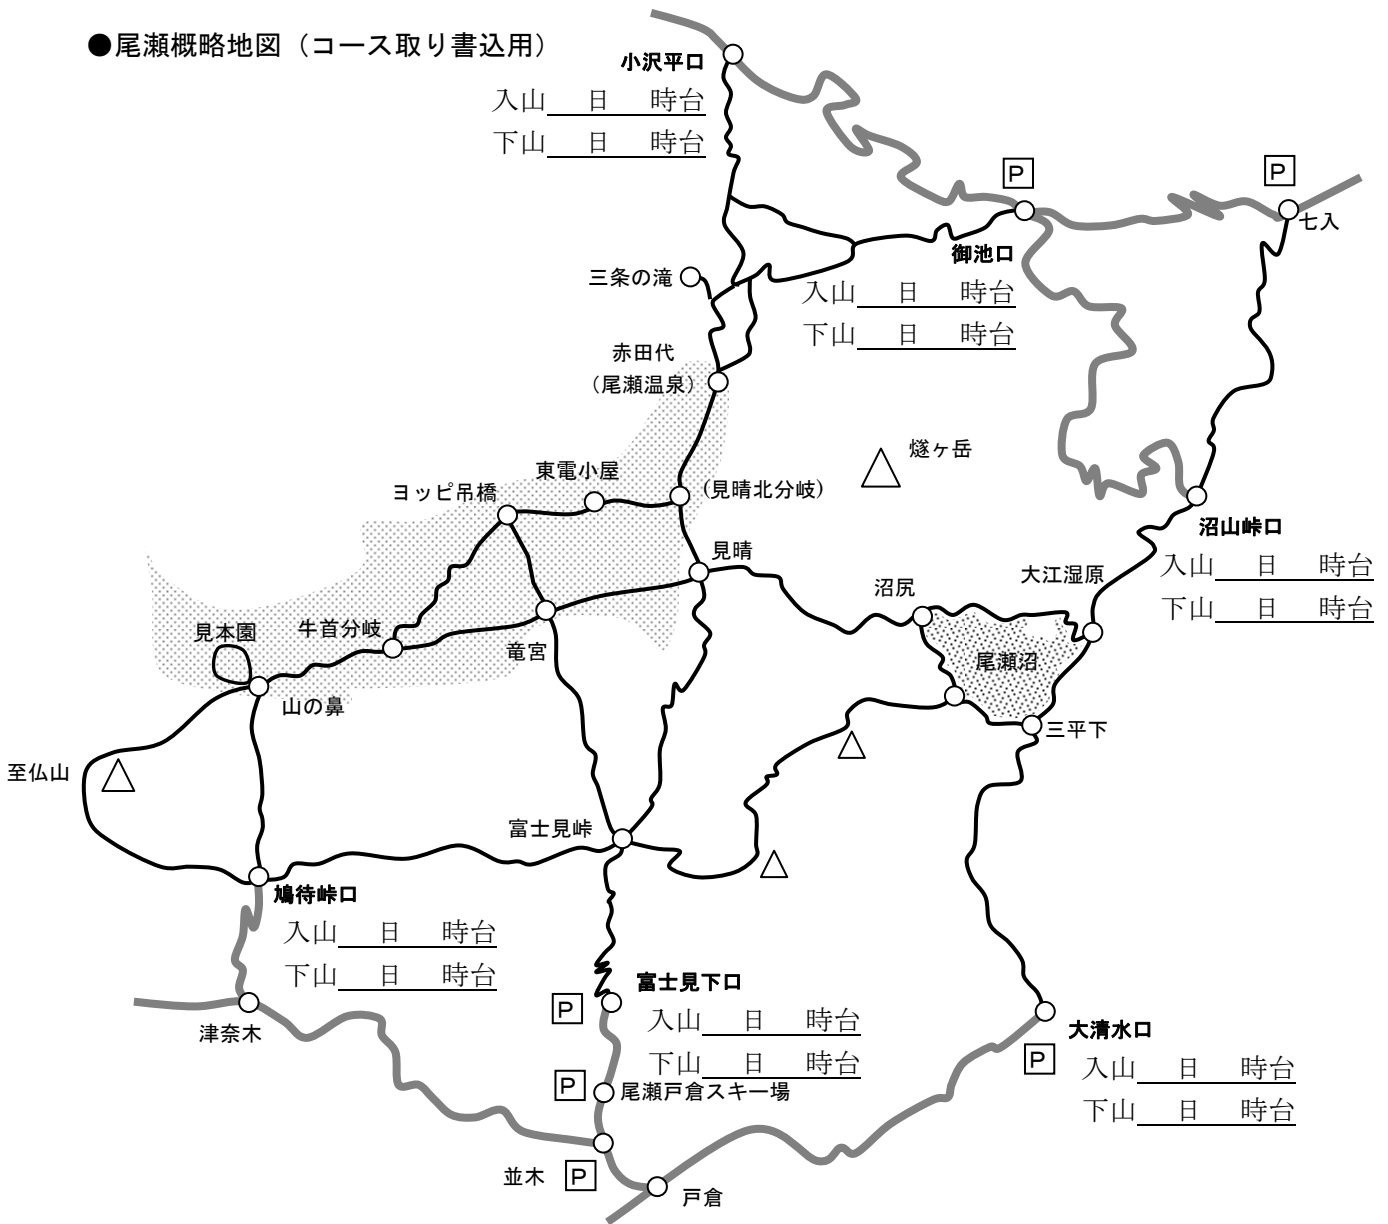 ●尾瀬概略地図（コース取り書込用）
小沢平口
入山 日 時台
下山 日 時台
P
P
七入
御池口
入山 日 時台
下山 日 時台
三条の滝
赤田代
（尾瀬温泉）
燧ヶ岳
東電小屋
ヨッピ吊橋
(見晴北分岐)
沼山峠口
入山 日 時台
下山 日 時台
見晴
大江湿原
沼尻
見本園
牛首分岐
竜宮
尾瀬沼
山の鼻
三平下
至仏山
富士見峠
鳩待峠口
入山 日 時台
下山 日 時台
富士見下口
P
入山 日 時台
下山 日 時台
津奈木
大清水口
P
入山 日 時台
下山 日 時台
P
尾瀬戸倉スキー場
並木
P
戸倉